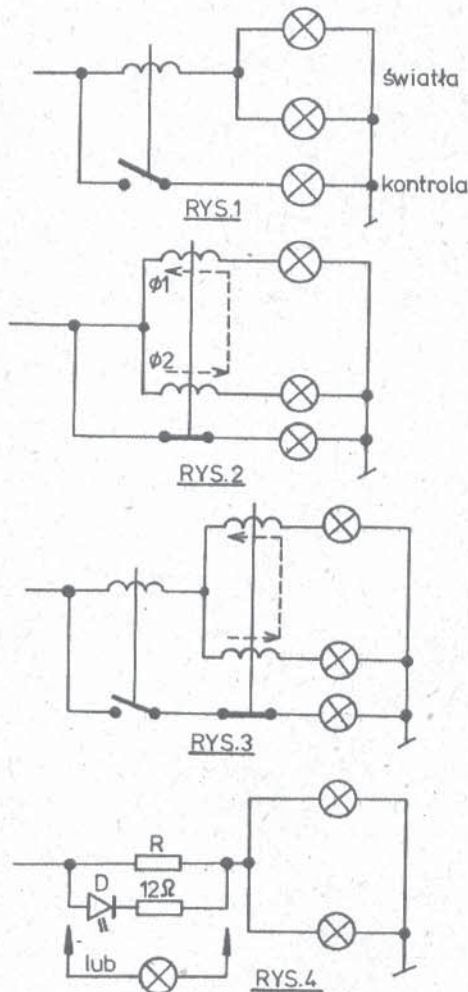 światła
kontrola
RYS.1
ϕ1
ϕ2
RYS.2
RYS.3
R
D
12Ω
lub
RYS.4